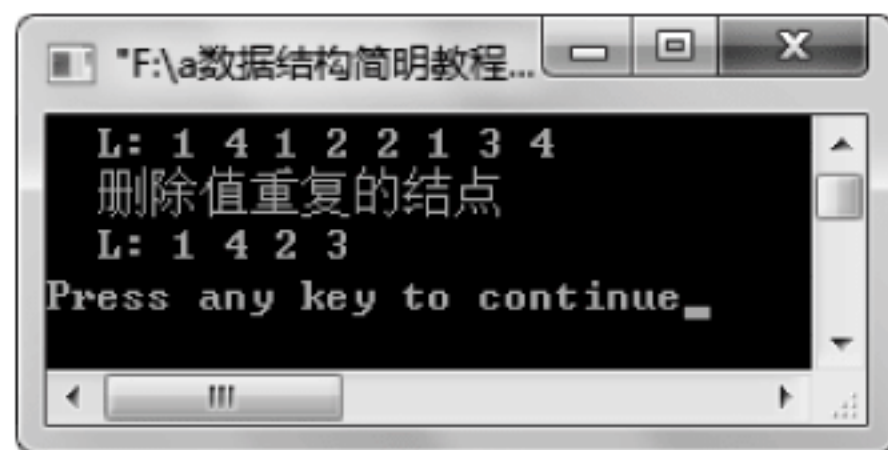 "F:\a数据结构简明教程...
L: 1 4 1 2 2 1 3 4
删除值重复的结点
L: 1 4 2 3
Press any key to continue_